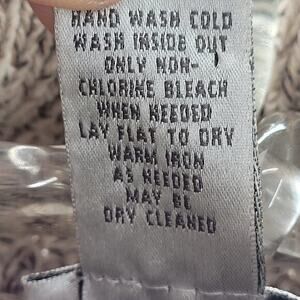 HAND WASH COLD
WASH INSIDE OUT
ONLY NON-
CHLORINE BLEACH
WHEN NEEDED
LAY FLAT TO DRY
WARM IRON
AS NEEDED
MAY BE
DRY CLEANED